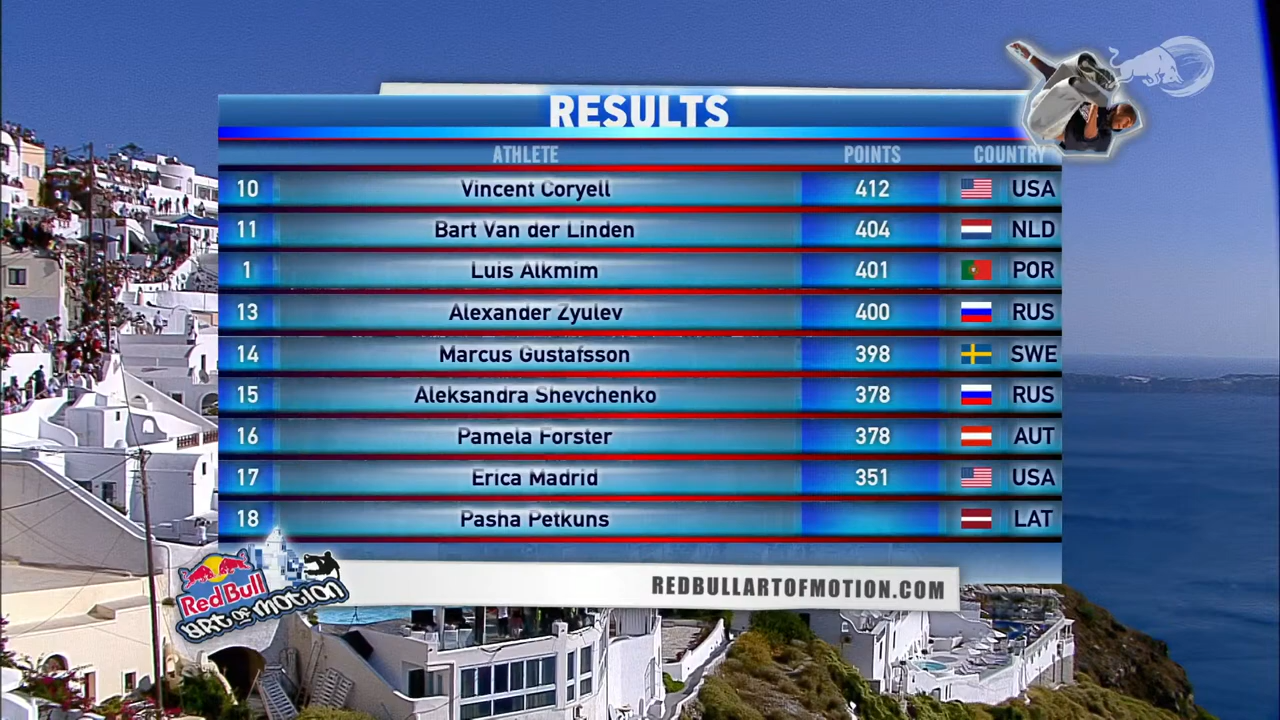 RESULTS
ATHLETE POINTS COUNTRY
10 Vincent Coryell 412 USA
11 Bart Van der Linden 404 NLD
1 Luis Alkmim 401 POR
13 Alexander Zyulev 400 RUS
14 Marcus Gustafsson 398 SWE
15 Aleksandra Shevchenko 378 RUS
16 Pamela Forster 378 AUT
17 Erica Madrid 351 USA
18 Pasha Petkuns LAT
Red Bull
ART OF MOTION
REDBULLARTOFMOTION.COM